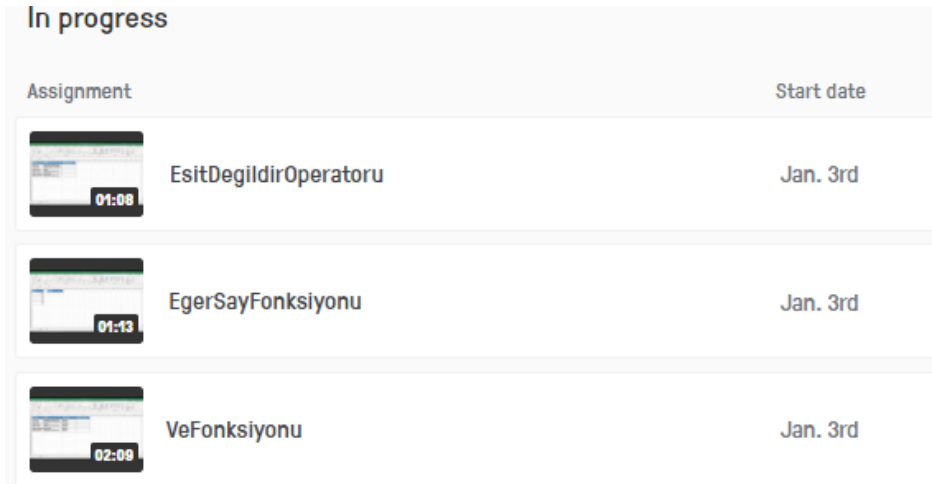 In progress
Assignment Start date
EsitDegildirOperatoru Jan. 3rd
01:08
EgerSayFonksiyonu Jan. 3rd
01:13
VeFonksiyonu Jan. 3rd
02:09